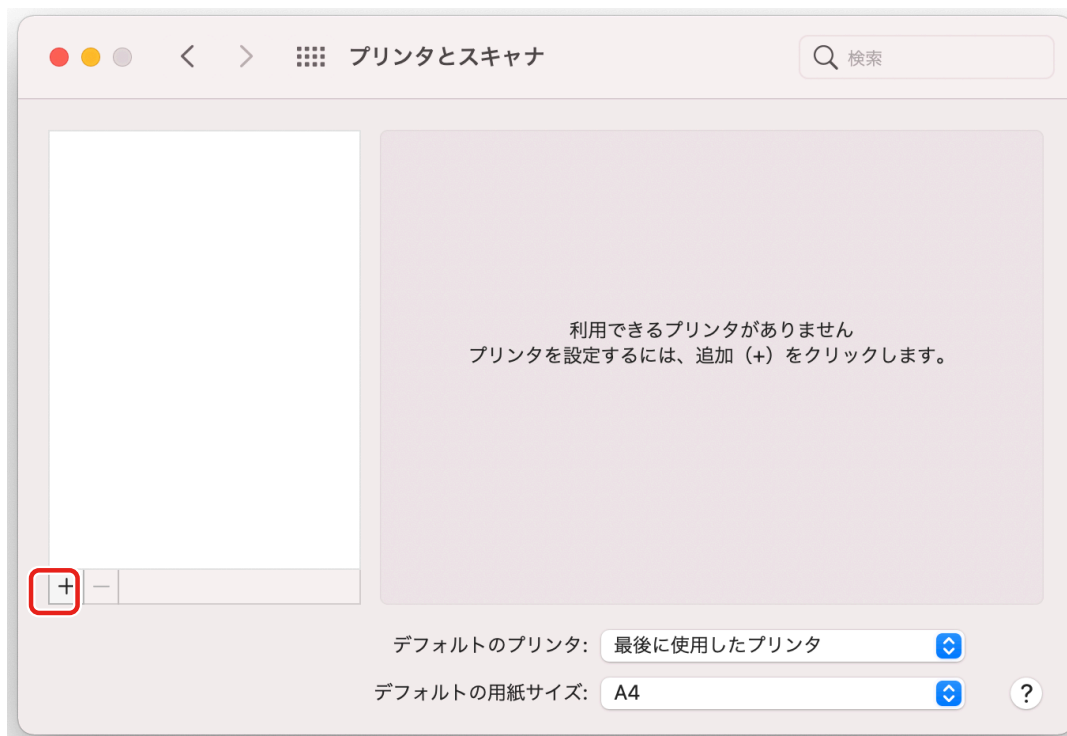 プリンタとスキャナ
検索
利用できるプリンタがありません
プリンタを設定するには、追加（+）をクリックします。
+ −
デフォルトのプリンタ: 最後に使用したプリンタ
デフォルトの用紙サイズ: A4
?